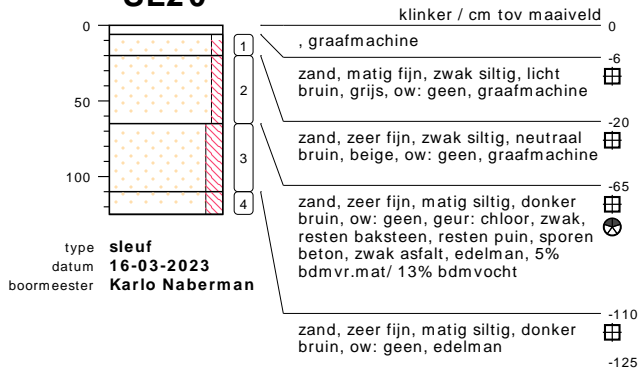 klinker / cm tov maaiveld
0
, graafmachine
-6
zand, matig fijn, zwak siltig, licht
bruin, grijs, ow: geen, graafmachine
-20
zand, zeer fijn, zwak siltig, neutraal
bruin, beige, ow: geen, graafmachine
-65
zand, zeer fijn, matig siltig, donker
bruin, ow: geen, geur: chloor, zwak,
resten baksteen, resten puin, sporen
beton, zwak asfalt, edelman, 5%
bdmvr.mat/ 13% bdmvocht
-110
zand, zeer fijn, matig siltig, donker
bruin, ow: geen, edelman
-125
0
50
100
1
2
3
4
type sleuf
datum 16-03-2023
boormeester Karlo Naberman